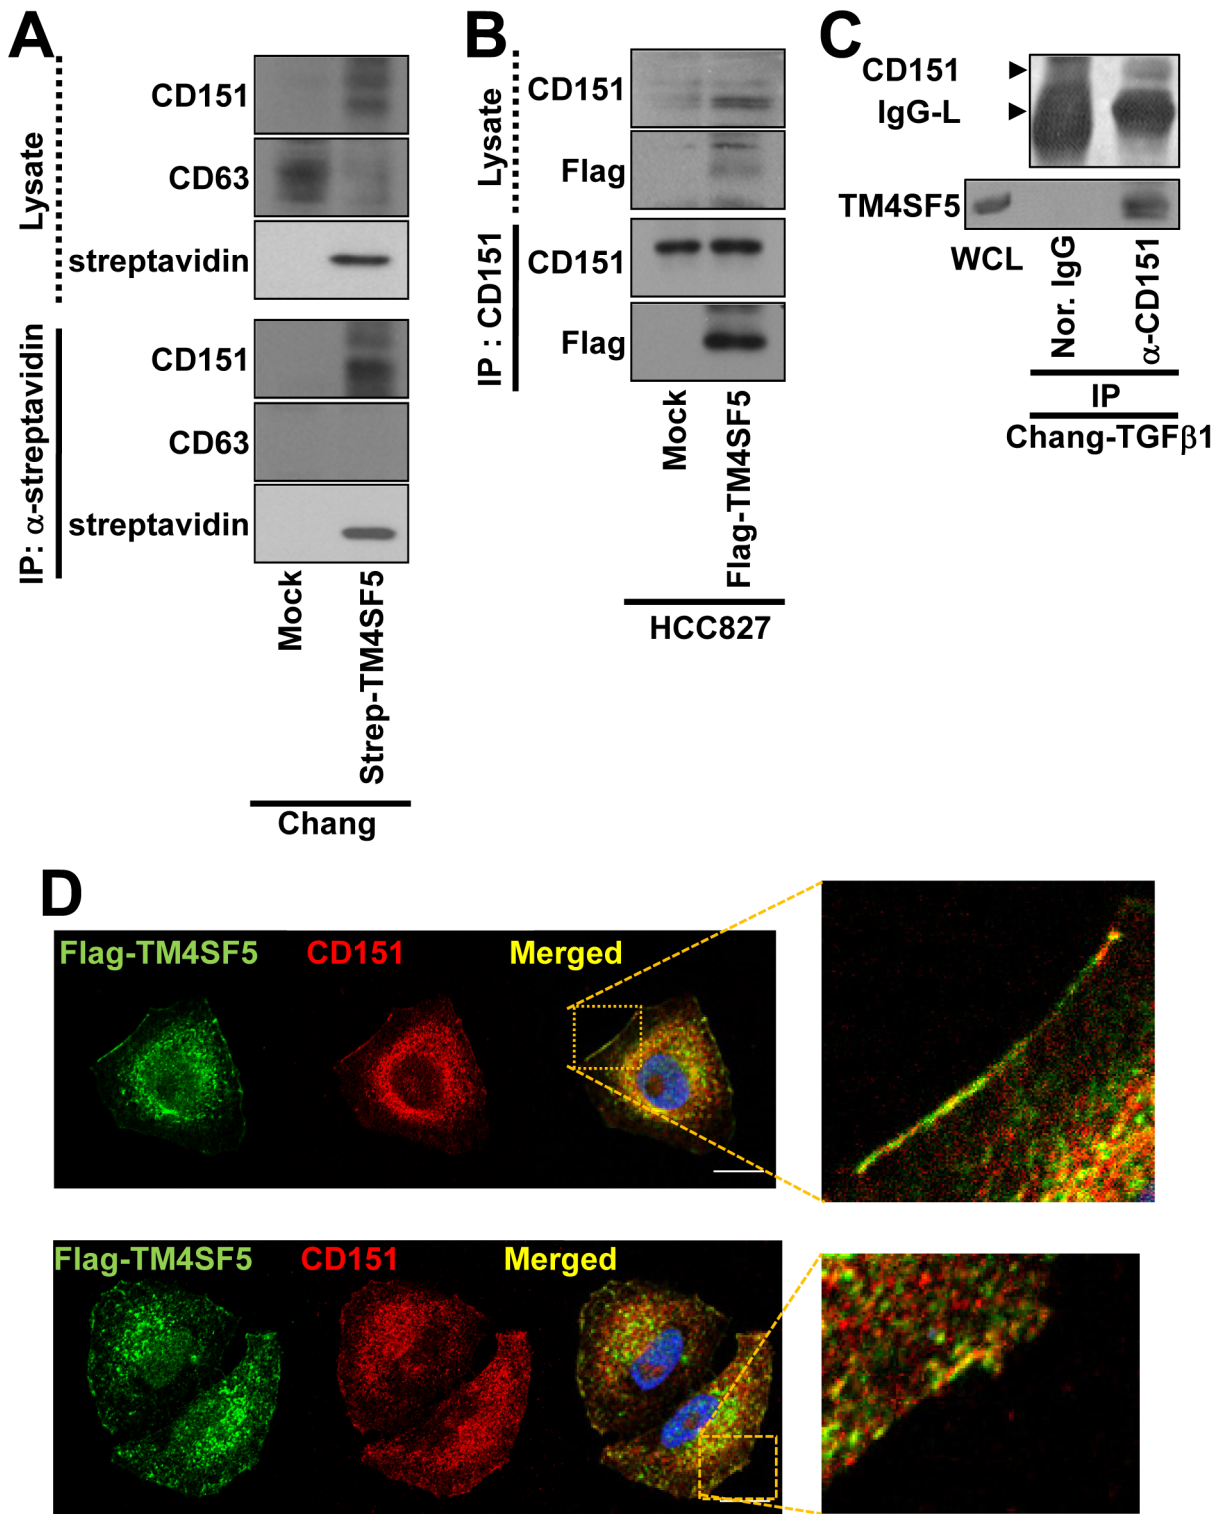 A
Lysate
CD151
CD63
streptavidin
IP: α-streptavidin
CD151
CD63
streptavidin
Mock
Strep-TM4SF5
Chang
B
Lysate
CD151
Flag
IP : CD151
CD151
Flag
Mock
Flag-TM4SF5
HCC827
C
CD151
IgG-L
TM4SF5
WCL
Nor. IgG
α-CD151
IP
Chang-TGFβ1
D
Flag-TM4SF5 CD151 Merged
Flag-TM4SF5 CD151 Merged